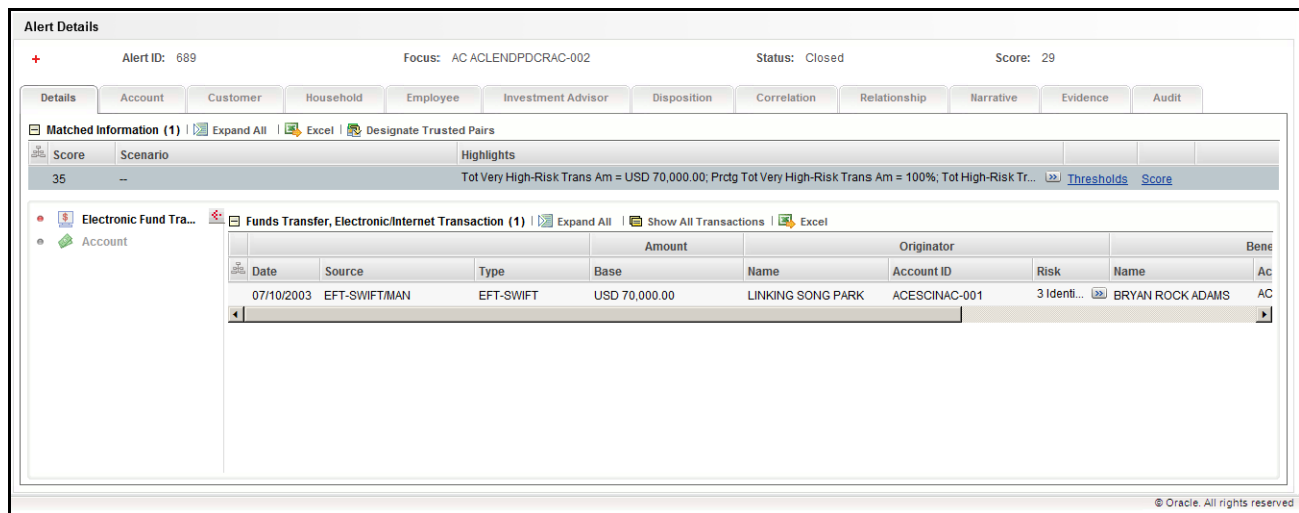 Alert Details
+ Alert ID: 689 Focus: AC ACLENDPDCRAC-002 Status: Closed Score: 29
Details Account Customer Household Employee Investment Advisor Disposition Correlation Relationship Narrative Evidence Audit
Matched Information (1) | Expand All | Excel | Designate Trusted Pairs
Score Scenario Highlights
35 -- Tot Very High-Risk Trans Am = USD 70,000.00; Prctg Tot Very High-Risk Trans Am = 100%; Tot High-Risk Tr... >> Thresholds Score
Electronic Fund Tra...
Account
Funds Transfer, Electronic/Internet Transaction (1) | Expand All | Show All Transactions | Excel
Amount Originator Bene
Date Source Type Base Name Account ID Risk Name Ac
07/10/2003 EFT-SWIFT/MAN EFT-SWIFT USD 70,000.00 LINKING SONG PARK ACESCINAC-001 3 Identi... >> BRYAN ROCK ADAMS AC
© Oracle. All rights reserved